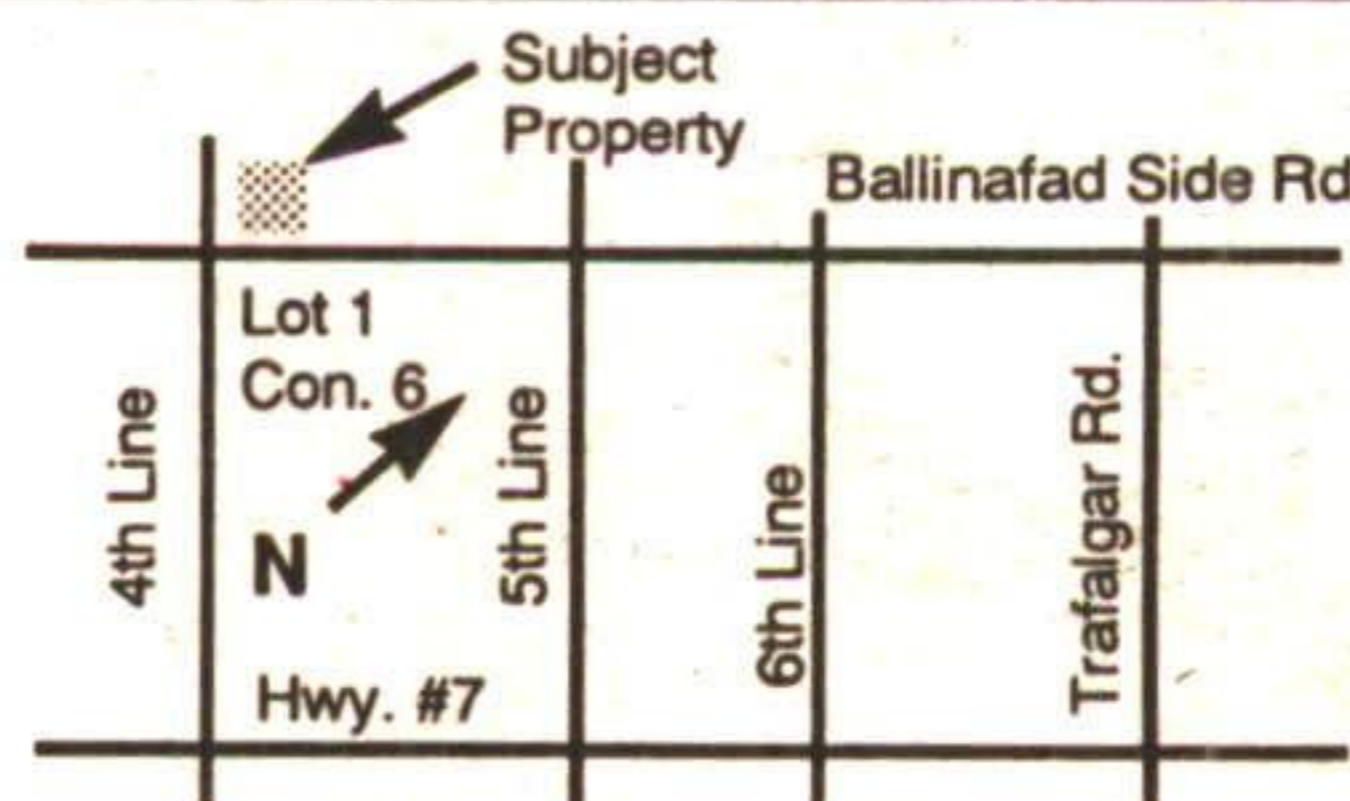 Subject
Property
Ballinafad Side Rd
Lot 1
Con. 6
4th Line
5th Line
N
6th Line
Trafalgar Rd.
Hwy. #7